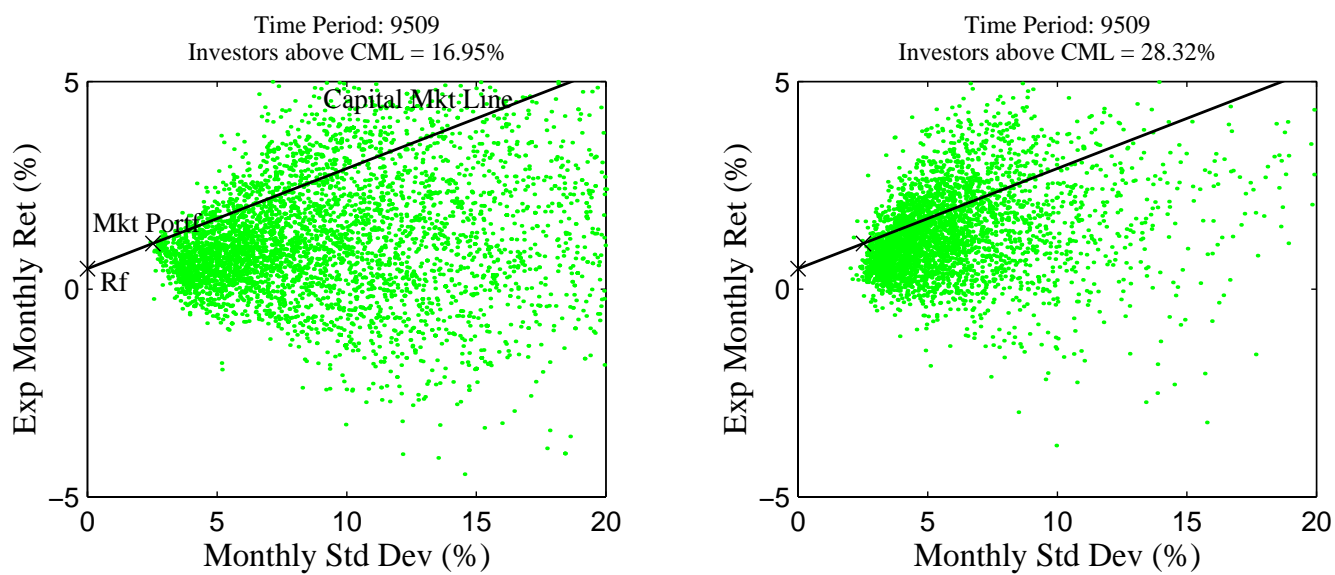 Time Period: 9509
Investors above CML = 16.95%
5
Capital Mkt Line
Mkt Portf
Rf
0
−5
0
5
10
15
20
Exp Monthly Ret (%)
Monthly Std Dev (%)
Time Period: 9509
Investors above CML = 28.32%
5
0
−5
0
5
10
15
20
Exp Monthly Ret (%)
Monthly Std Dev (%)